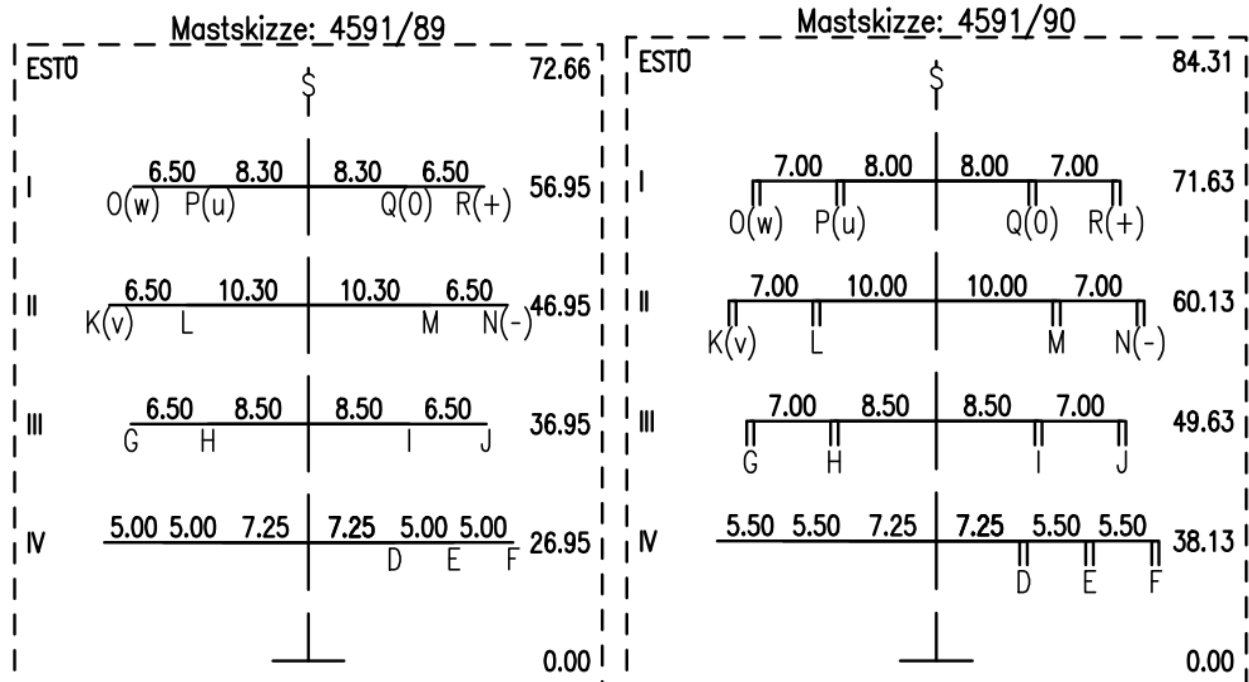 Mastskizze: 4591/89
ESTÜ 72.66
$
6.50 8.30 8.30 6.50
I 56.95
O(w) P(u) Q(0) R(+)
6.50 10.30 10.30 6.50
II 46.95
K(v) L M N(-)
6.50 8.50 8.50 6.50
III 36.95
G H I J
5.00 5.00 7.25 7.25 5.00 5.00
IV 26.95
D E F
0.00
Mastskizze: 4591/90
ESTÜ 84.31
$
7.00 8.00 8.00 7.00
I 71.63
O(w) P(u) Q(0) R(+)
7.00 10.00 10.00 7.00
II 60.13
K(v) L M N(-)
7.00 8.50 8.50 7.00
III 49.63
G H I J
5.50 5.50 7.25 7.25 5.50 5.50
IV 38.13
D E F
0.00